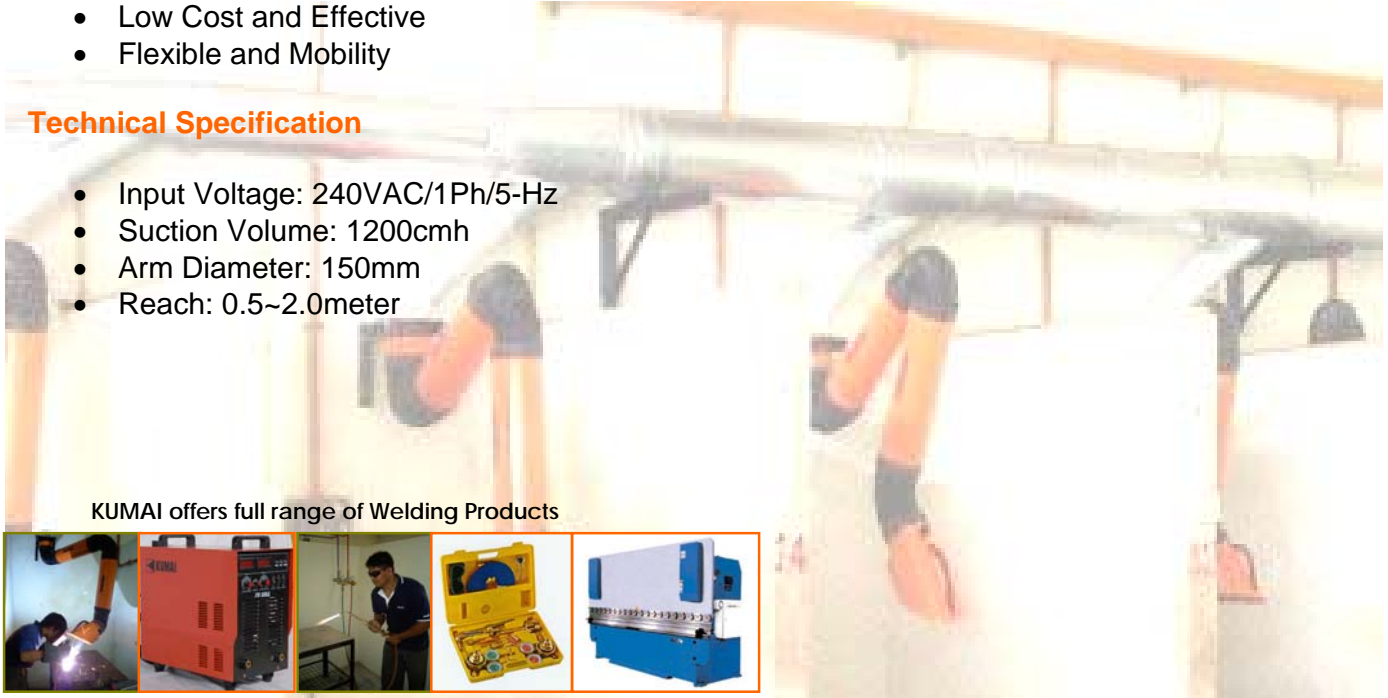 • Low Cost and Effective
• Flexible and Mobility
Technical Specification
• Input Voltage: 240VAC/1Ph/5-Hz
• Suction Volume: 1200cmh
• Arm Diameter: 150mm
• Reach: 0.5~2.0meter
KUMAI offers full range of Welding Products
KUMAI